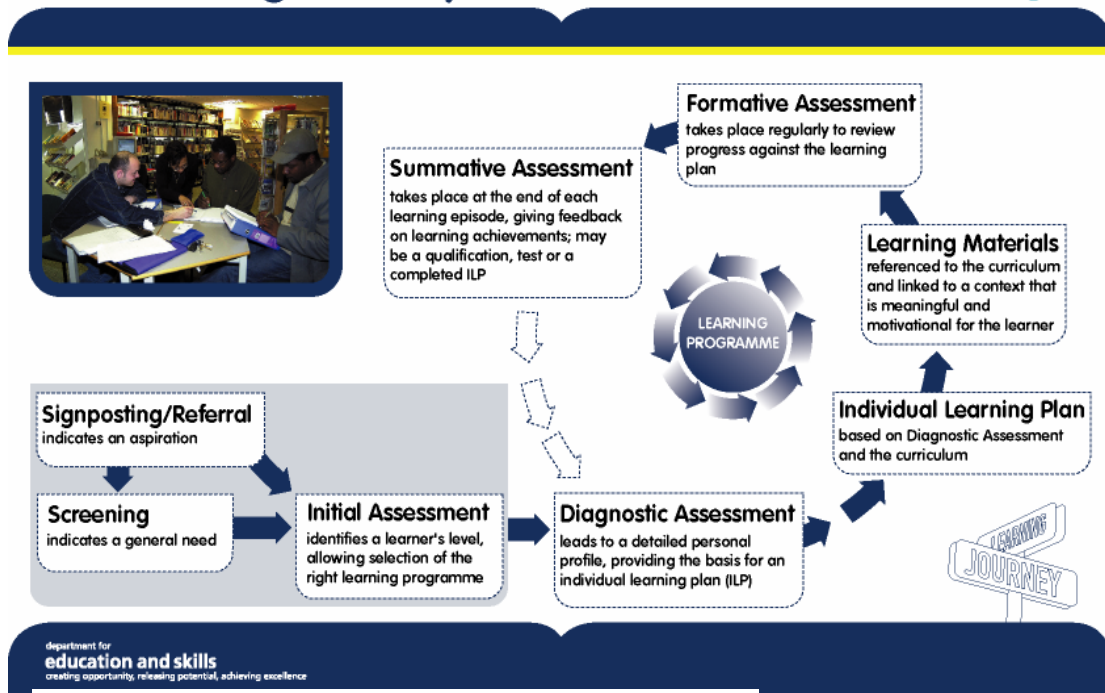 Formative Assessment
takes place regularly to review
progress against the learning
plan
Summative Assessment
takes place at the end of each
learning episode, giving feedback
on learning achievements; may
be a qualification, test or a
completed ILP
Learning Materials
referenced to the curriculum
and linked to a context that
is meaningful and
motivational for the learner
LEARNING
PROGRAMME
Signposting/Referral
indicates an aspiration
Individual Learning Plan
based on Diagnostic Assessment
and the curriculum
Screening
indicates a general need
Initial Assessment
identifies a learner's level,
allowing selection of the
right learning programme
Diagnostic Assessment
leads to a detailed personal
profile, providing the basis for an
individual learning plan (ILP)
LEARNING
JOURNEY
department for
education and skills
creating opportunity, releasing potential, achieving excellence